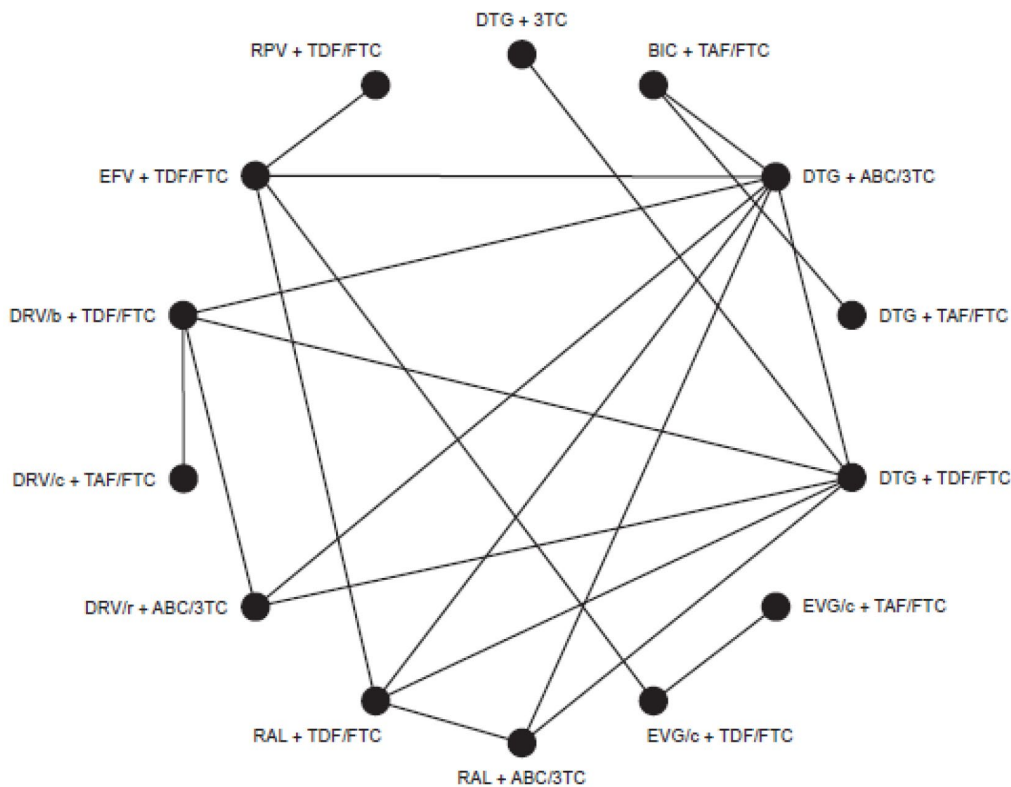 DTG + 3TC
RPV + TDF/FTC
BIC + TAF/FTC
EFV + TDF/FTC
DTG + ABC/3TC
DRV/b + TDF/FTC
DTG + TAF/FTC
DRV/c + TAF/FTC
DTG + TDF/FTC
DRV/r + ABC/3TC
EVG/c + TAF/FTC
RAL + TDF/FTC
EVG/c + TDF/FTC
RAL + ABC/3TC